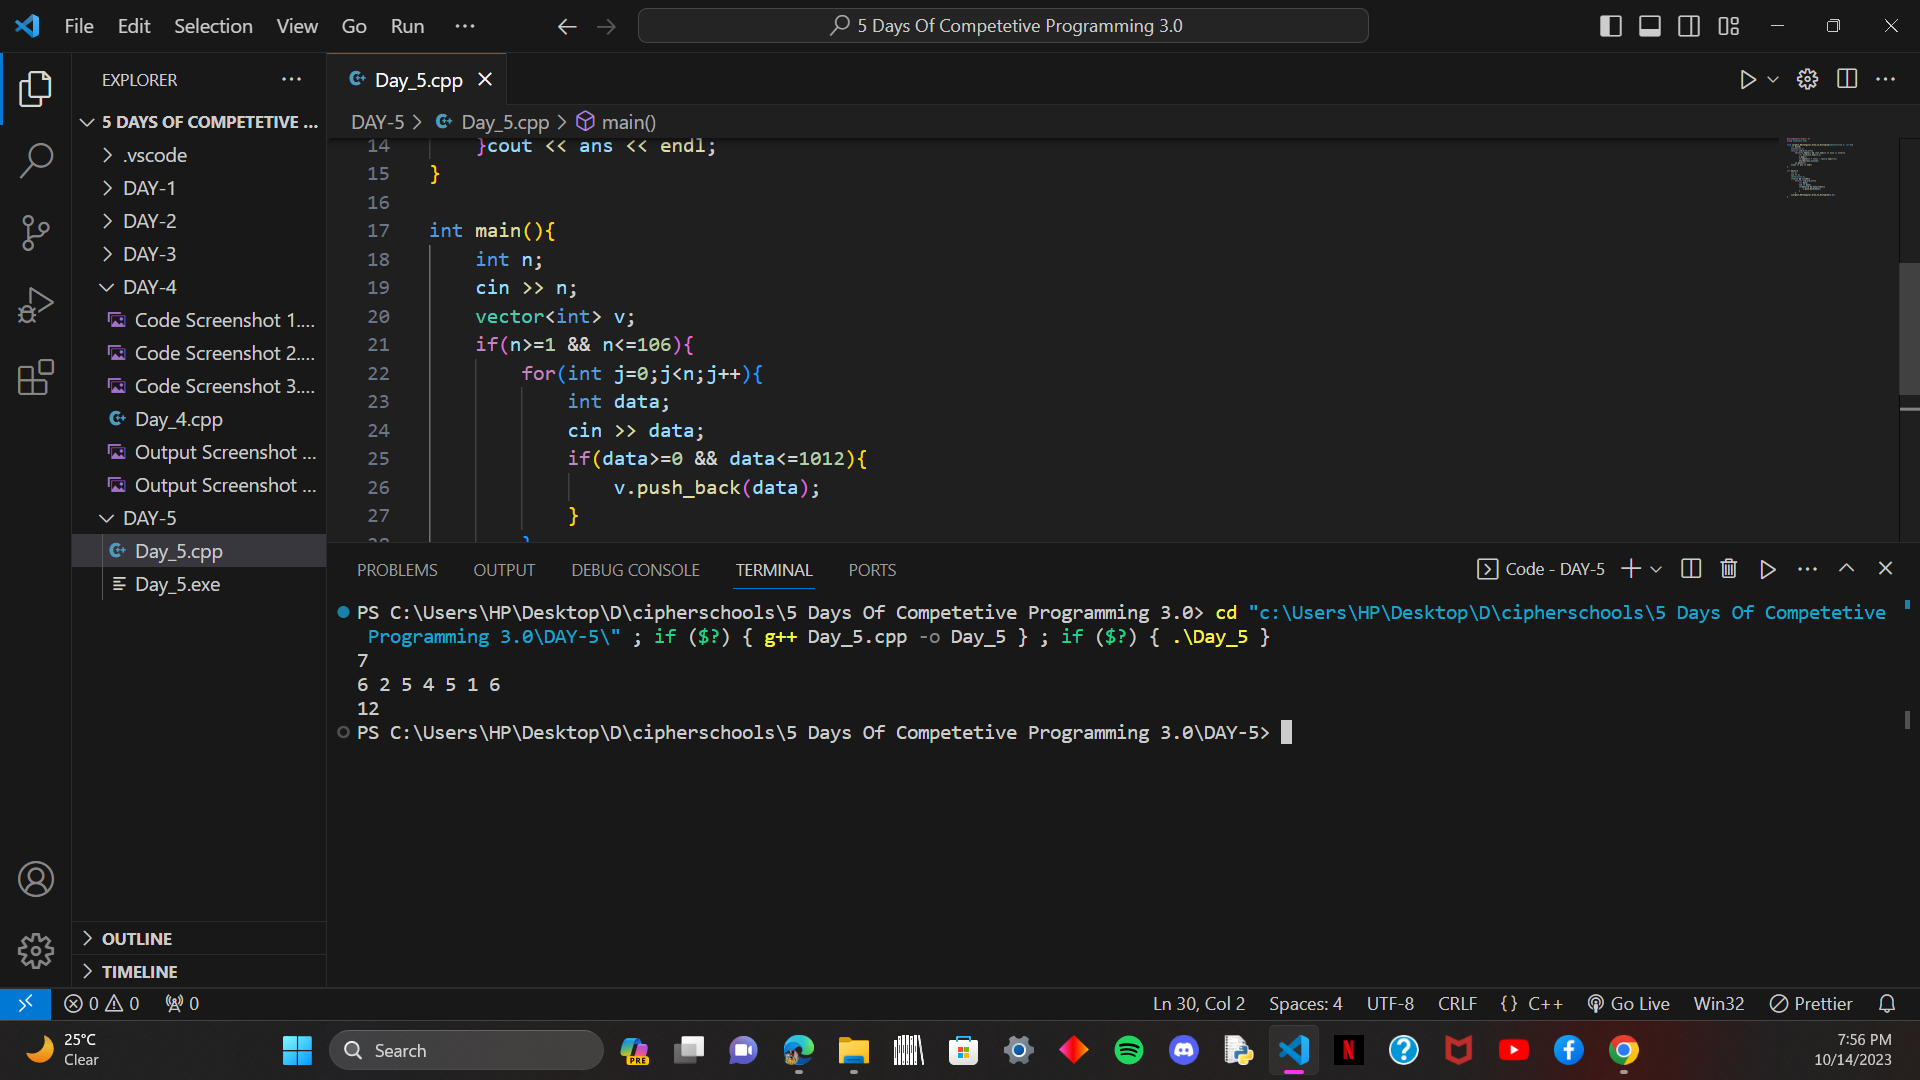 File Edit Selection View Go Run
5 Days Of Competetive Programming 3.0
EXPLORER
5 DAYS OF COMPETETIVE ...
.vscode
DAY-1
DAY-2
DAY-3
DAY-4
Code Screenshot 1....
Code Screenshot 2....
Code Screenshot 3....
Day_4.cpp
Output Screenshot ...
Output Screenshot ...
DAY-5
Day_5.cpp
Day_5.exe
OUTLINE
TIMELINE
Day_5.cpp
DAY-5 > Day_5.cpp > main()
14 }cout << ans << endl;
15 }
16
17 int main(){
18 int n;
19 cin >> n;
20 vector<int> v;
21 if(n>=1 && n<=106){
22 for(int j=0;j<n;j++){
23 int data;
24 cin >> data;
25 if(data>=0 && data<=1012){
26 v.push_back(data);
27 }
28 }
PROBLEMS OUTPUT DEBUG CONSOLE TERMINAL PORTS
Code - DAY-5
PS C:\Users\HP\Desktop\D\cipherschools\5 Days Of Competetive Programming 3.0> cd "c:\Users\HP\Desktop\D\cipherschools\5 Days Of Competetive
Programming 3.0\DAY-5\" ; if ($?) { g++ Day_5.cpp -o Day_5 } ; if ($?) { .\Day_5 }
7
6 2 5 4 5 1 6
12
PS C:\Users\HP\Desktop\D\cipherschools\5 Days Of Competetive Programming 3.0\DAY-5>
0 0 0
Ln 30, Col 2 Spaces: 4 UTF-8 CRLF {} C++ Go Live Win32 Prettier
25°C
Clear
Search
PRE
7:56 PM
10/14/2023